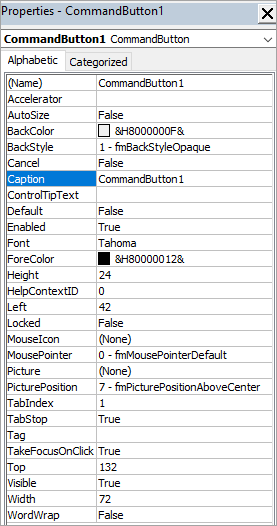 Properties - CommandButton1
CommandButton1 CommandButton
Alphabetic Categorized
(Name) CommandButton1
Accelerator
AutoSize False
BackColor &H8000000F&
BackStyle 1 - fmBackStyleOpaque
Cancel False
Caption CommandButton1
ControlTipText
Default False
Enabled True
Font Tahoma
ForeColor &H80000012&
Height 24
HelpContextID 0
Left 42
Locked False
MouseIcon (None)
MousePointer 0 - fmMousePointerDefault
Picture (None)
PicturePosition 7 - fmPicturePositionAboveCenter
TabIndex 1
TabStop True
Tag
TakeFocusOnClick True
Top 132
Visible True
Width 72
WordWrap False